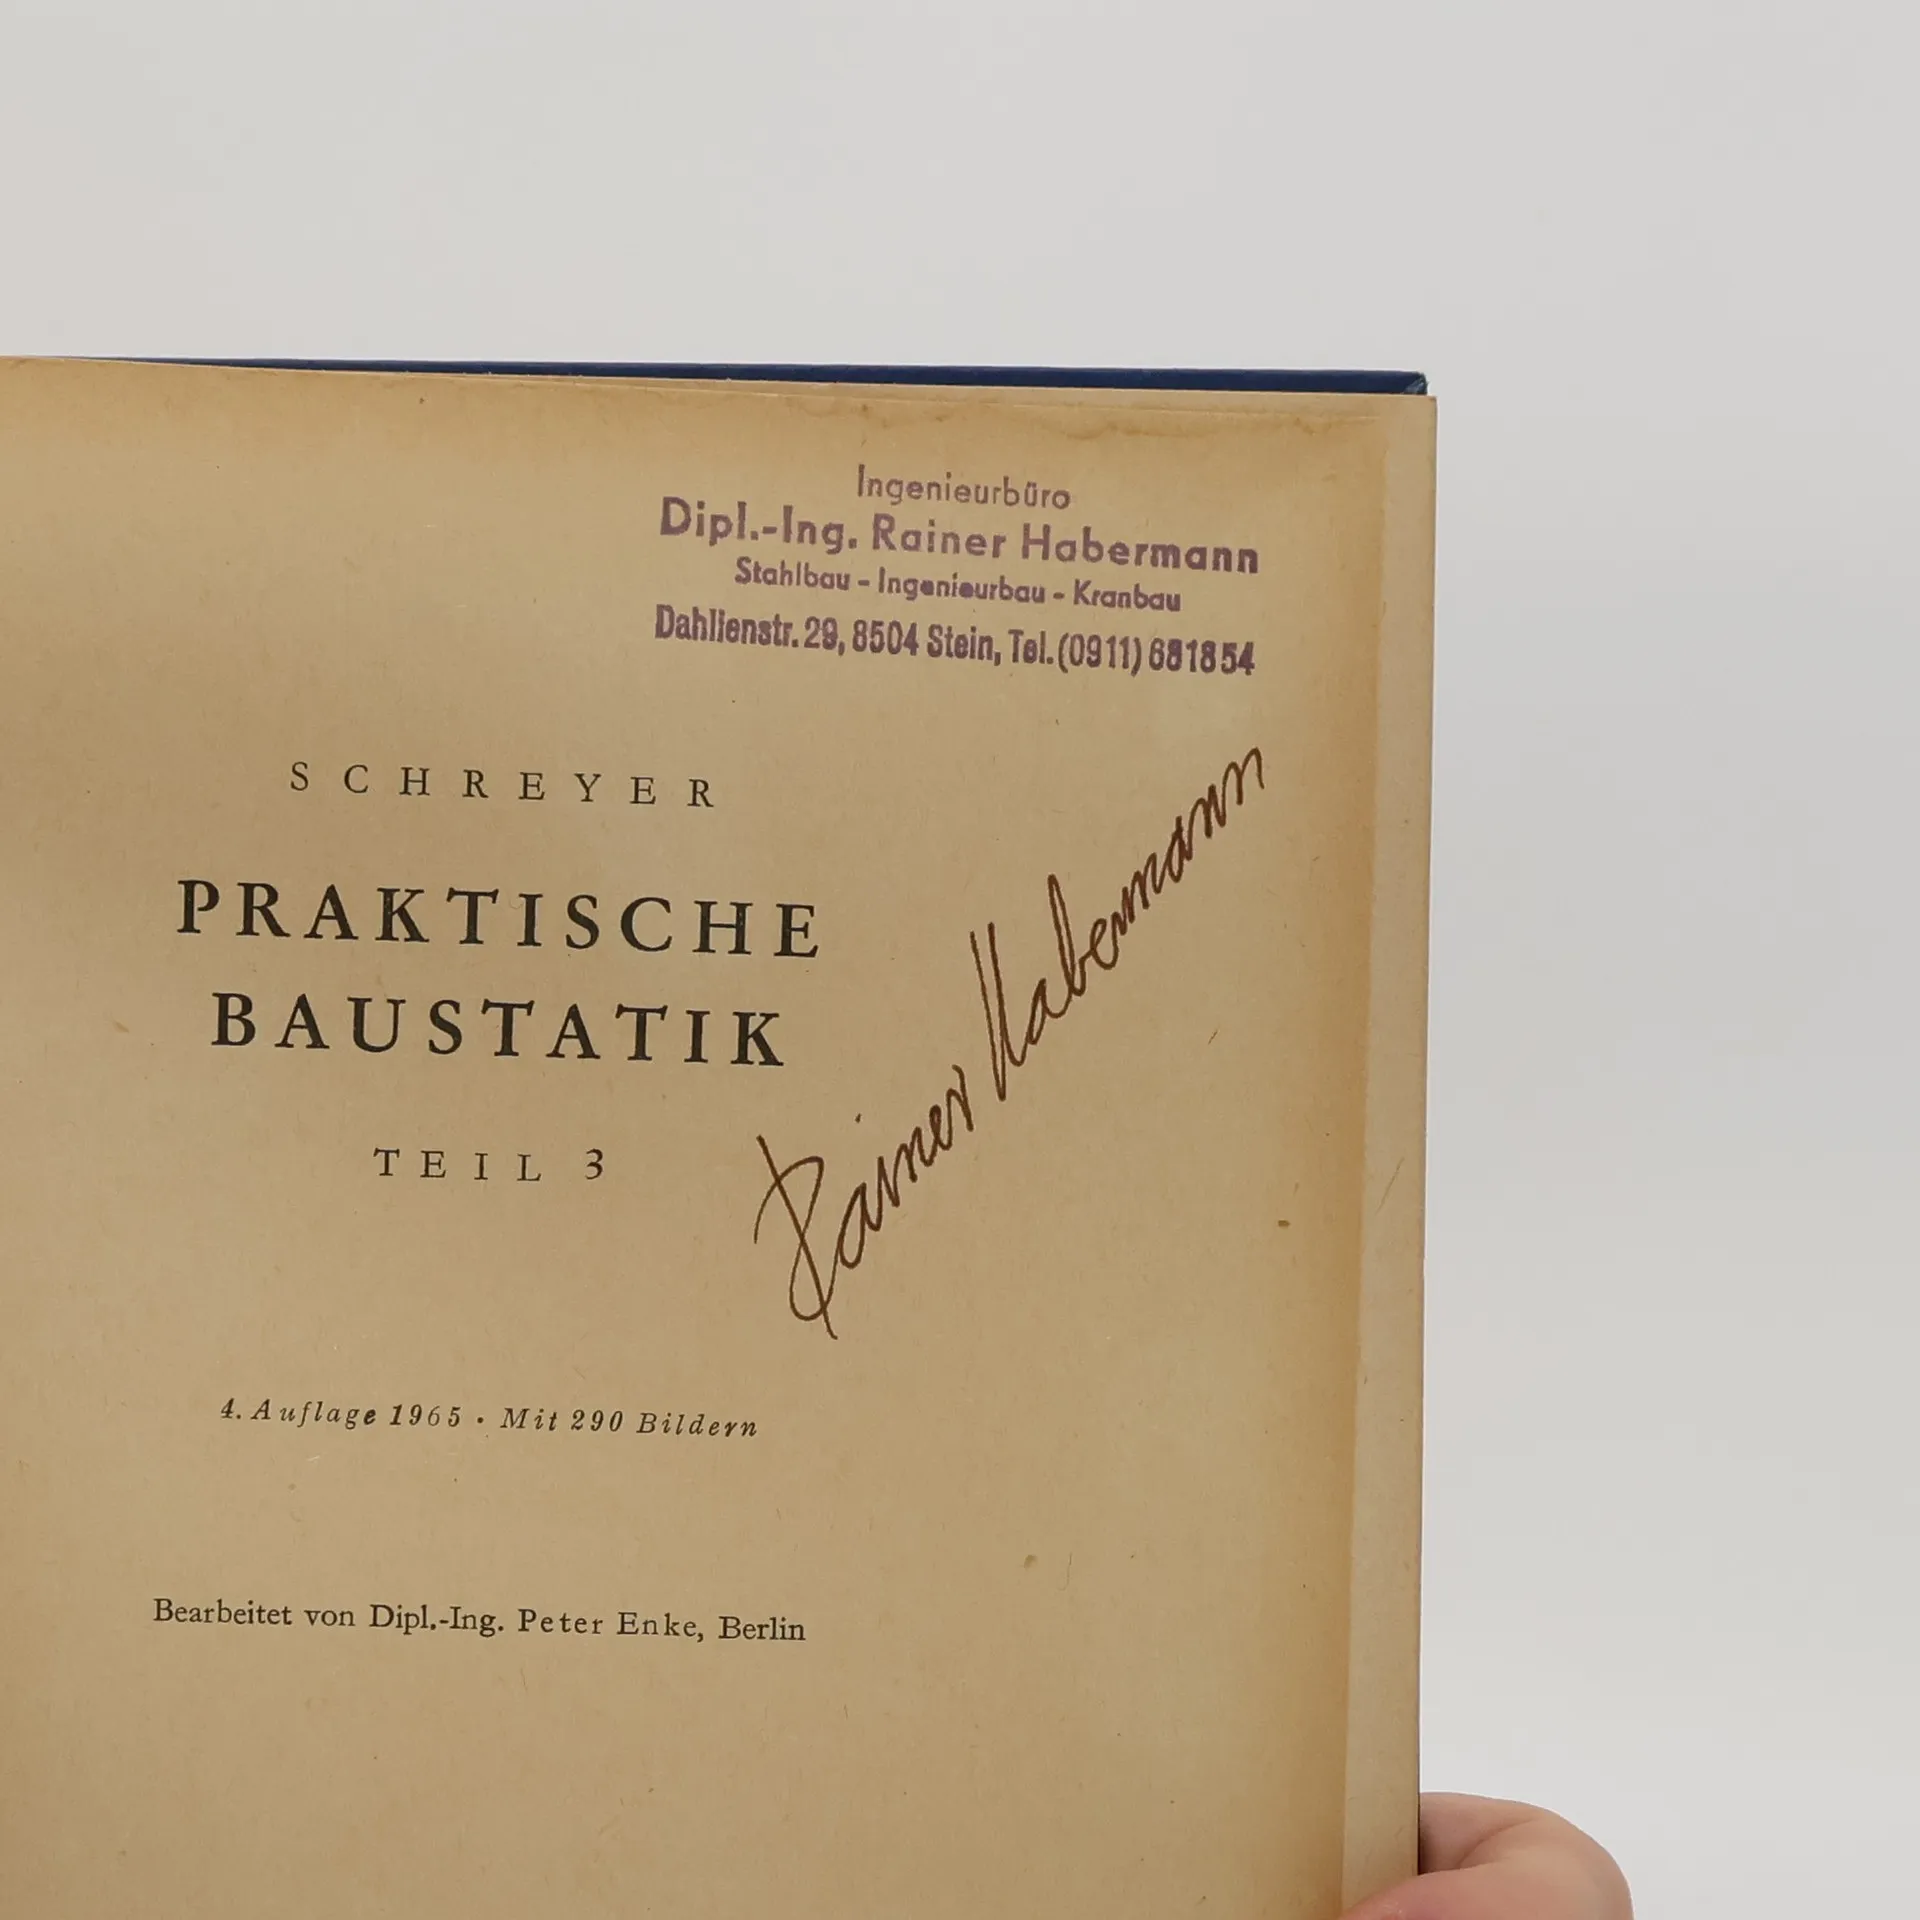 Ingenieurbüro
Dipl.-Ing. Rainer Habermann
Stahlbau - Ingenieurbau - Kranbau
Dahlienstr. 29, 8504 Stein, Tel. (0911) 681854
SCHREYER
PRAKTISCHE
BAUSTATIK
TEIL 3
Rainer Habermann
4. Auflage 1965 · Mit 290 Bildern
Bearbeitet von Dipl.-Ing. Peter Enke, Berlin